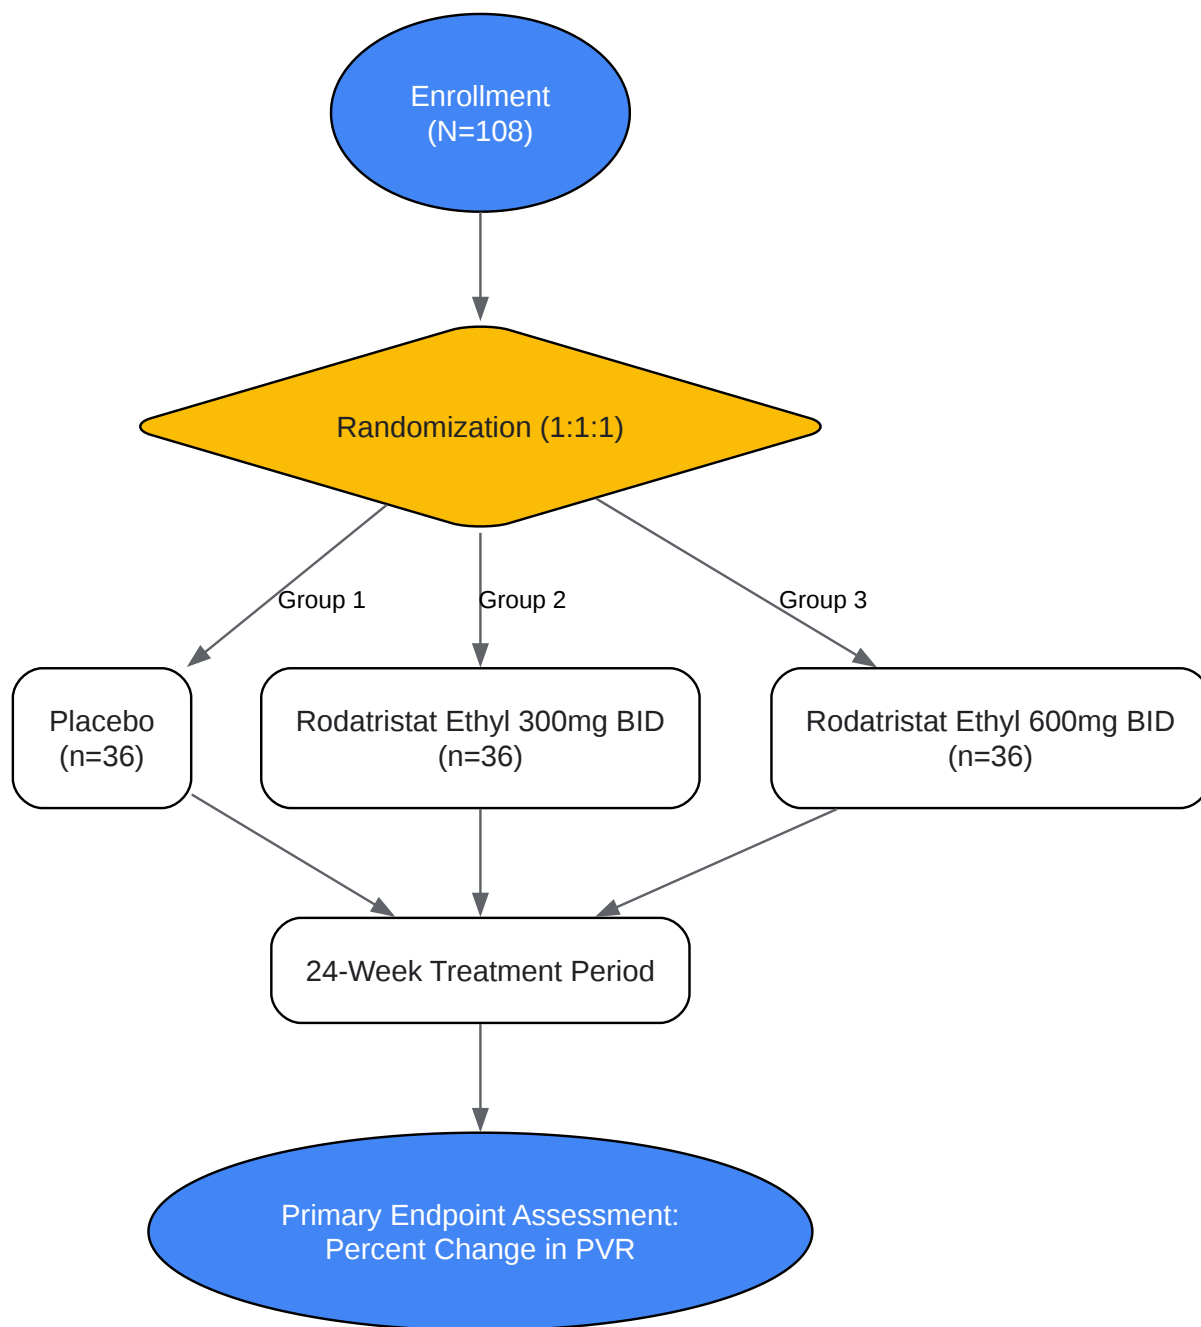 Enrollment
(N=108)
Randomization (1:1:1)
Group 1
Group 2
Group 3
Placebo
(n=36)
Rodatristat Ethyl 300mg BID
(n=36)
Rodatristat Ethyl 600mg BID
(n=36)
24-Week Treatment Period
Primary Endpoint Assessment:
Percent Change in PVR